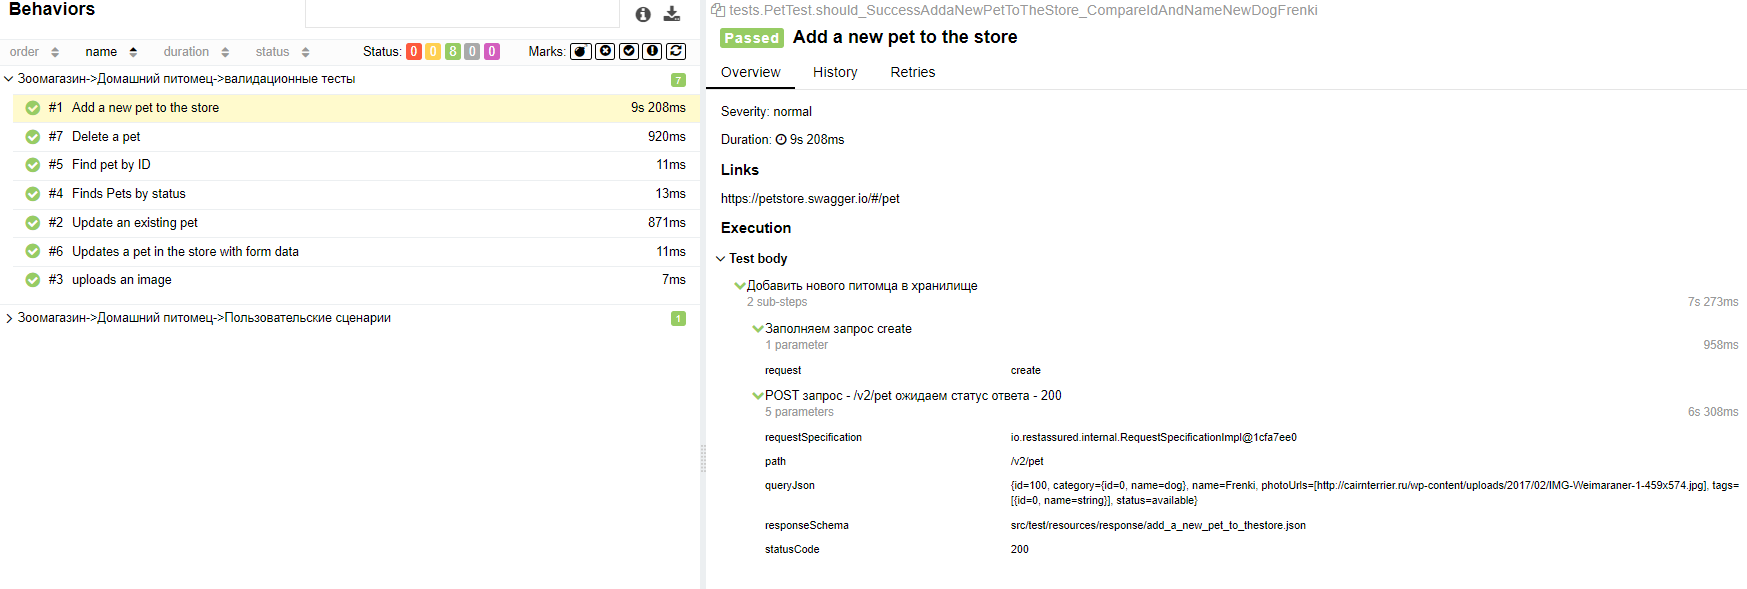 Behaviors
order name duration status Status: 0 0 8 0 0 Marks:
Зоомагазин->Домашний питомец->валидационные тесты 7
#1 Add a new pet to the store 9s 208ms
#7 Delete a pet 920ms
#5 Find pet by ID 11ms
#4 Finds Pets by status 13ms
#2 Update an existing pet 871ms
#6 Updates a pet in the store with form data 11ms
#3 uploads an image 7ms
Зоомагазин->Домашний питомец->Пользовательские сценарии 1
tests.PetTest.should_SuccessAddaNewPetToTheStore_CompareIdAndNameNewDogFrenki
Passed Add a new pet to the store
Overview History Retries
Severity: normal
Duration: 9s 208ms
Links
https://petstore.swagger.io/#/pet
Execution
Test body
Добавить нового питомца в хранилище
2 sub-steps 7s 273ms
Заполняем запрос create
1 parameter 958ms
request create
POST запрос - /v2/pet ожидаем статус ответа - 200
5 parameters 6s 308ms
requestSpecification io.restassured.internal.RequestSpecificationImpl@1cfa7ee0
path /v2/pet
queryJson {id=100, category={id=0, name=dog}, name=Frenki, photoUrls=[http://cairnterrier.ru/wp-content/uploads/2017/02/IMG-Weimaraner-1-459x574.jpg], tags=
[{id=0, name=string}], status=available}
responseSchema src/test/resources/response/add_a_new_pet_to_thestore.json
statusCode 200